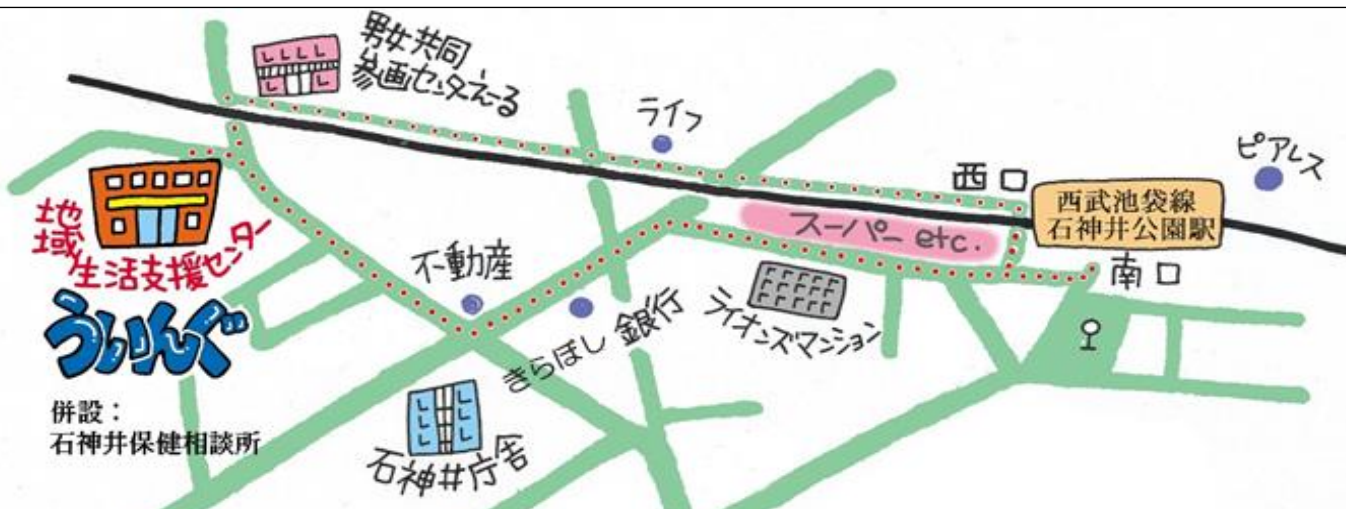 男女共同
参画センターえーる
ライフ
ピアレス
西口
西武池袋線
石神井公園駅
スーパー etc.
南口
地域
生活支援センター
ういんぐ
不動産
きらぼし銀行
ライオンズマンション
石神井庁舎
併設：
石神井保健相談所